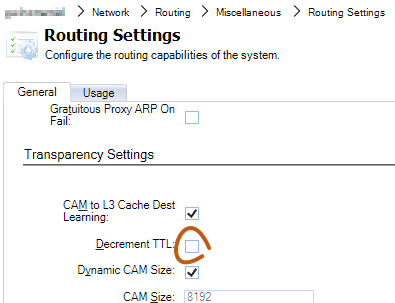 Network > Routing > Miscellaneous > Routing Settings
Routing Settings
Configure the routing capabilities of the system.
General Usage
Gratuitous Proxy ARP On
Fail:
Transparency Settings
CAM to L3 Cache Dest
Learning:
Decrement TTL:
Dynamic CAM Size:
CAM Size: 8192